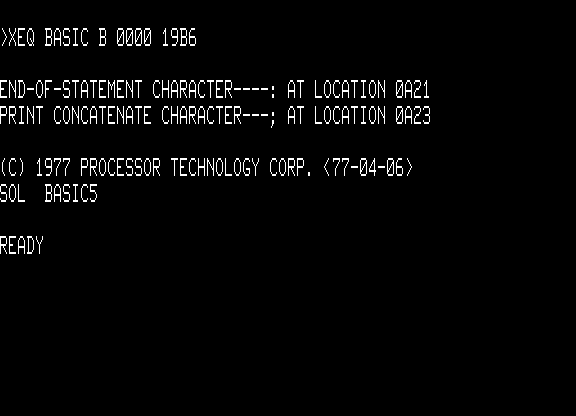 >XEQ BASIC B 0000 19B6
END-OF-STATEMENT CHARACTER----: AT LOCATION 0A21
PRINT CONCATENATE CHARACTER---; AT LOCATION 0A23
(C) 1977 PROCESSOR TECHNOLOGY CORP. <77-04-06>
SOL  BASIC5
READY